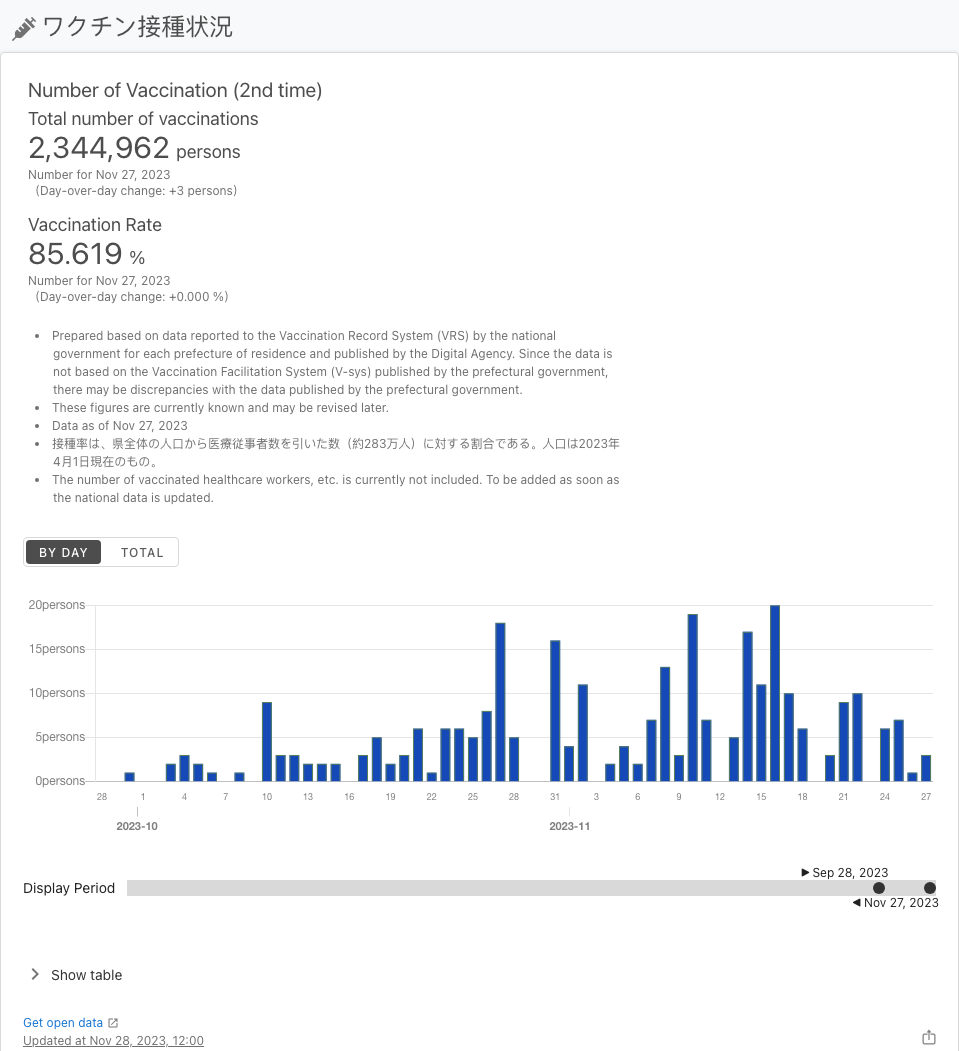 ワクチン接種状況
Number of Vaccination (2nd time)
Total number of vaccinations
2,344,962 persons
Number for Nov 27, 2023
(Day-over-day change: +3 persons)
Vaccination Rate
85.619 %
Number for Nov 27, 2023
(Day-over-day change: +0.000 %)
• Prepared based on data reported to the Vaccination Record System (VRS) by the national
government for each prefecture of residence and published by the Digital Agency. Since the data is
not based on the Vaccination Facilitation System (V-sys) published by the prefectural government,
there may be discrepancies with the data published by the prefectural government.
• These figures are currently known and may be revised later.
• Data as of Nov 27, 2023
• 接種率は、県全体の人口から医療従事者数を引いた数（約283万人）に対する割合である。人口は2023年
4月1日現在のもの。
• The number of vaccinated healthcare workers, etc. is currently not included. To be added as soon as
the national data is updated.
BY DAY TOTAL
20persons
15persons
10persons
5persons
0persons
28 1 4 7 10 13 16 19 22 25 28 31 3 6 9 12 15 18 21 24 27
2023-10 2023-11
Sep 28, 2023
Display Period
Nov 27, 2023
Show table
Get open data
Updated at Nov 28, 2023, 12:00